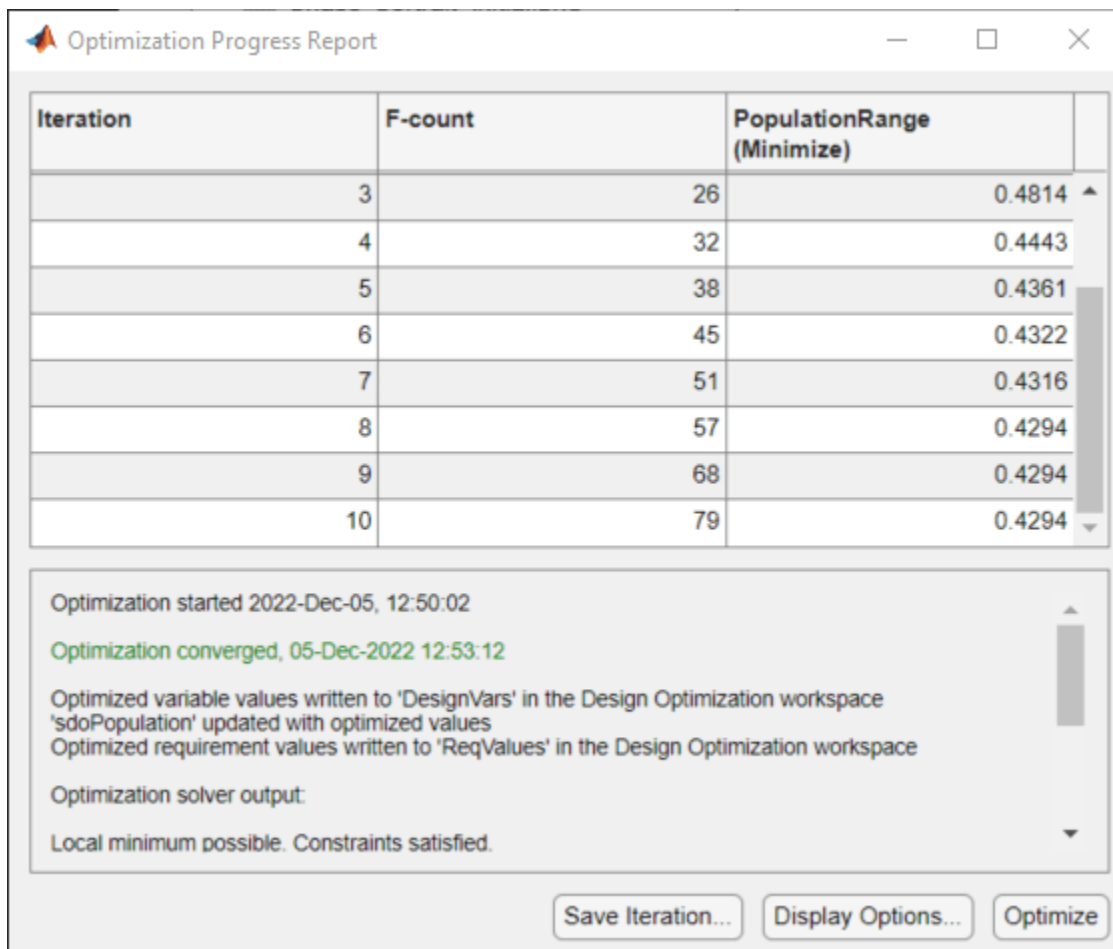 Optimization Progress Report
Iteration F-count PopulationRange
(Minimize)
3 26 0.4814
4 32 0.4443
5 38 0.4361
6 45 0.4322
7 51 0.4316
8 57 0.4294
9 68 0.4294
10 79 0.4294
Optimization started 2022-Dec-05, 12:50:02
Optimization converged, 05-Dec-2022 12:53:12
Optimized variable values written to 'DesignVars' in the Design Optimization workspace
'sdoPopulation' updated with optimized values
Optimized requirement values written to 'ReqValues' in the Design Optimization workspace
Optimization solver output:
Local minimum possible. Constraints satisfied.
Save Iteration... Display Options... Optimize